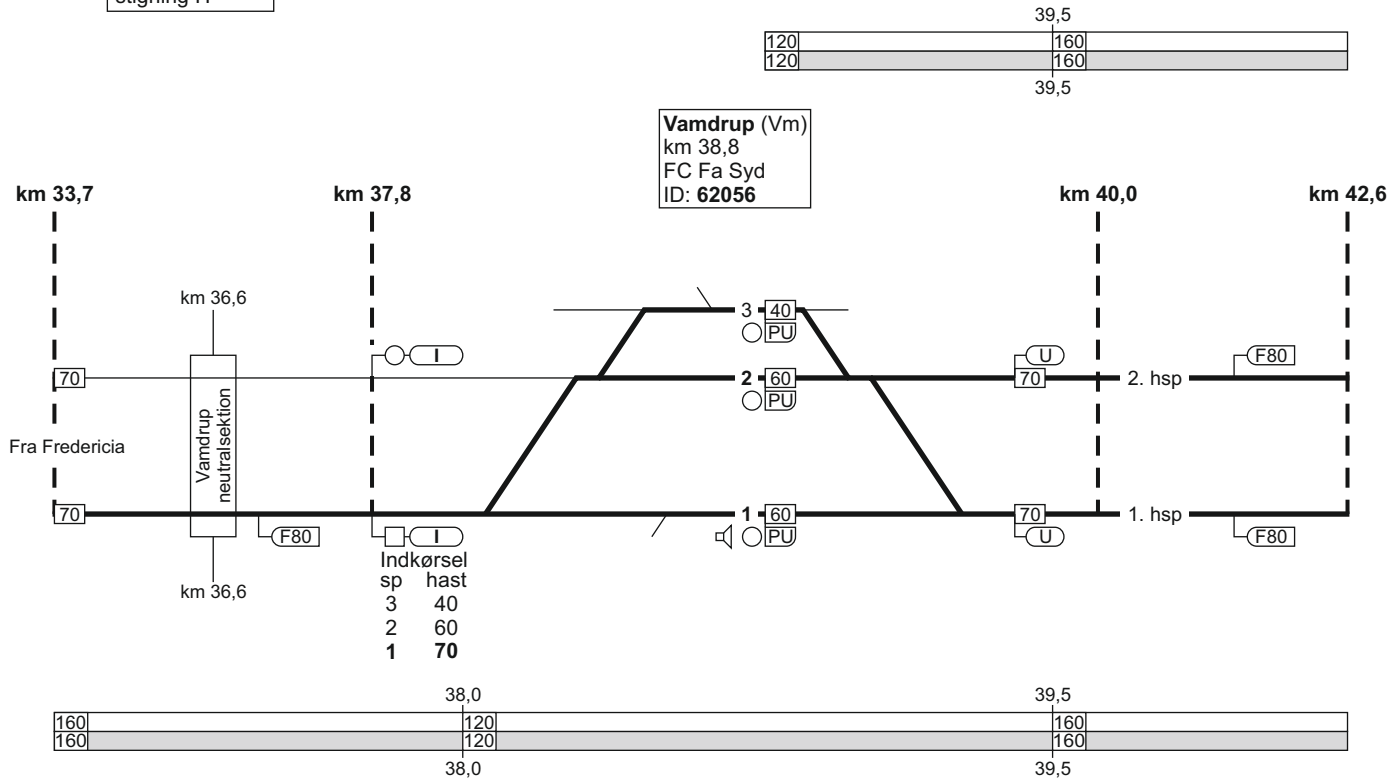 39,5
120 160
120 160
39,5
Vamdrup (Vm)
km 38,8
FC Fa Syd
ID: 62056
km 33,7
km 37,8
km 40,0
km 42,6
km 36,6
3 40
PU
I
U
F80
70
2 60
70
2. hsp
PU
Fra Fredericia
Vamdrup
neutralsektion
70
1 60
70
1. hsp
F80
I
PU
U
F80
Indkørsel
sp hast
3 40
2 60
1 70
km 36,6
38,0
39,5
160 120 160
160 120 160
38,0
39,5